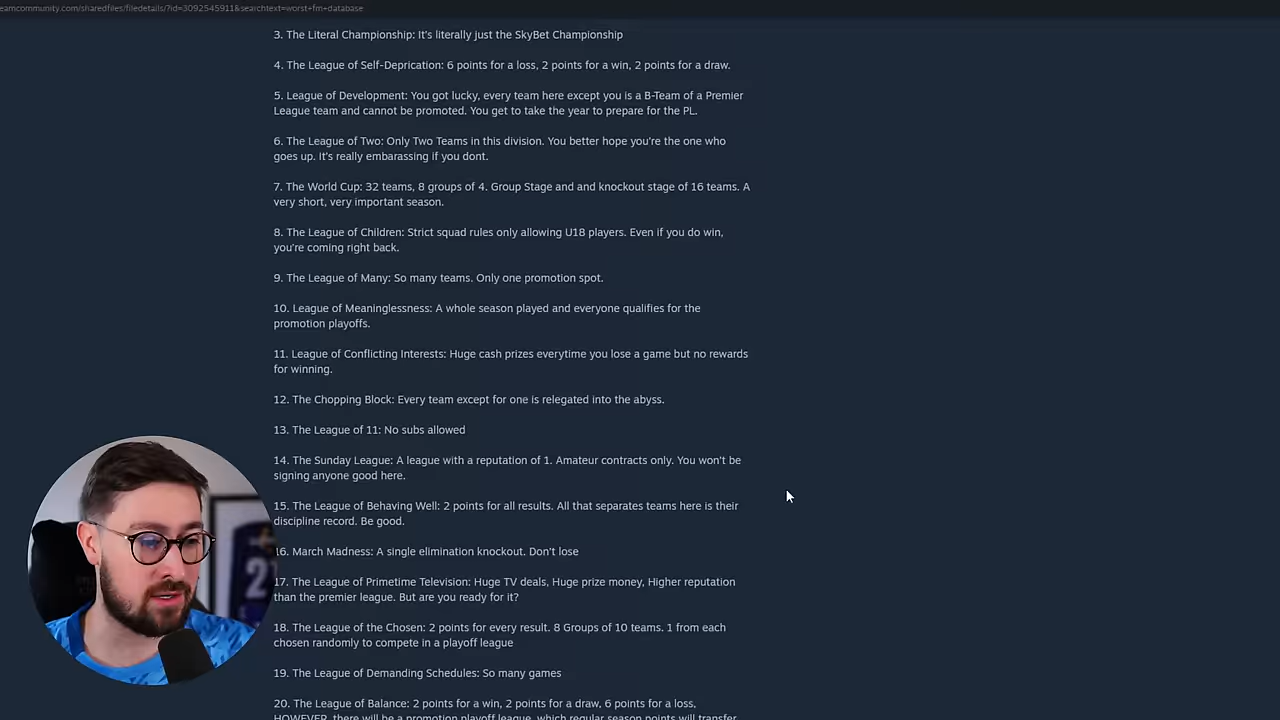 eamcommunity.com/sharedfiles/filedetails/?id=3092545911&searchtext=worst+fm+database
3. The Literal Championship: It's literally just the SkyBet Championship
4. The League of Self-Deprication: 6 points for a loss, 2 points for a win, 2 points for a draw.
5. League of Development: You got lucky, every team here except you is a B-Team of a Premier
League team and cannot be promoted. You get to take the year to prepare for the PL.
6. The League of Two: Only Two Teams in this division. You better hope you're the one who
goes up. It's really embarassing if you dont.
7. The World Cup: 32 teams, 8 groups of 4. Group Stage and and knockout stage of 16 teams. A
very short, very important season.
8. The League of Children: Strict squad rules only allowing U18 players. Even if you do win,
you're coming right back.
9. The League of Many: So many teams. Only one promotion spot.
10. League of Meaninglessness: A whole season played and everyone qualifies for the
promotion playoffs.
11. League of Conflicting Interests: Huge cash prizes everytime you lose a game but no rewards
for winning.
12. The Chopping Block: Every team except for one is relegated into the abyss.
13. The League of 11: No subs allowed
14. The Sunday League: A league with a reputation of 1. Amateur contracts only. You won't be
signing anyone good here.
15. The League of Behaving Well: 2 points for all results. All that separates teams here is their
discipline record. Be good.
16. March Madness: A single elimination knockout. Don't lose
17. The League of Primetime Television: Huge TV deals, Huge prize money, Higher reputation
than the premier league. But are you ready for it?
18. The League of the Chosen: 2 points for every result. 8 Groups of 10 teams. 1 from each
chosen randomly to compete in a playoff league
19. The League of Demanding Schedules: So many games
20. The League of Balance: 2 points for a win, 2 points for a draw, 6 points for a loss,
HOWEVER, there will be a promotion playoff league, which regular season points will transfer
2